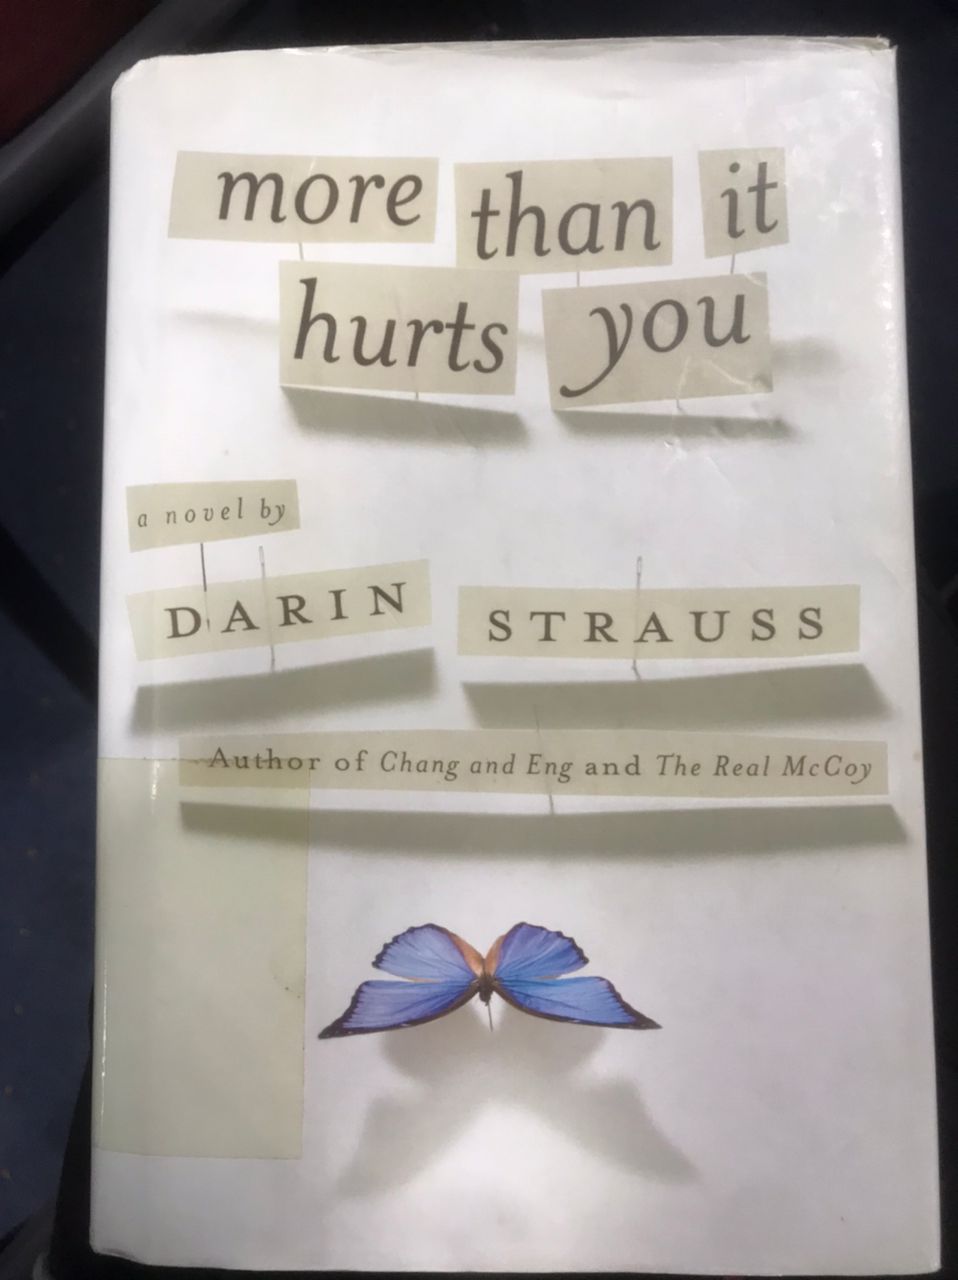 more than it
hurts you
a novel by
DARIN STRAUSS
Author of Chang and Eng and The Real McCoy